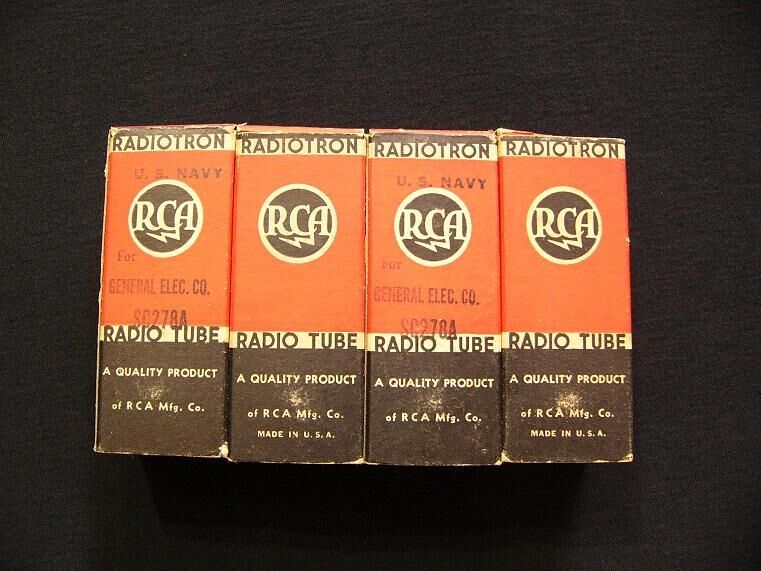 RADIOTRON
U. S. NAVY
RCA
for
GENERAL ELEC. CO.
SC278A
RADIO TUBE
A QUALITY PRODUCT
of RCA Mfg. Co.
RADIOTRON
RCA
RADIO TUBE
A QUALITY PRODUCT
of RCA Mfg. Co.
MADE IN U. S. A.
RADIOTRON
U. S. NAVY
RCA
for
GENERAL ELEC. CO.
SC278A
RADIO TUBE
A QUALITY PRODUCT
of RCA Mfg. Co.
RADIOTRON
RCA
RADIO TUBE
A QUALITY PRODUCT
of RCA Mfg. Co.
MADE IN U. S. A.